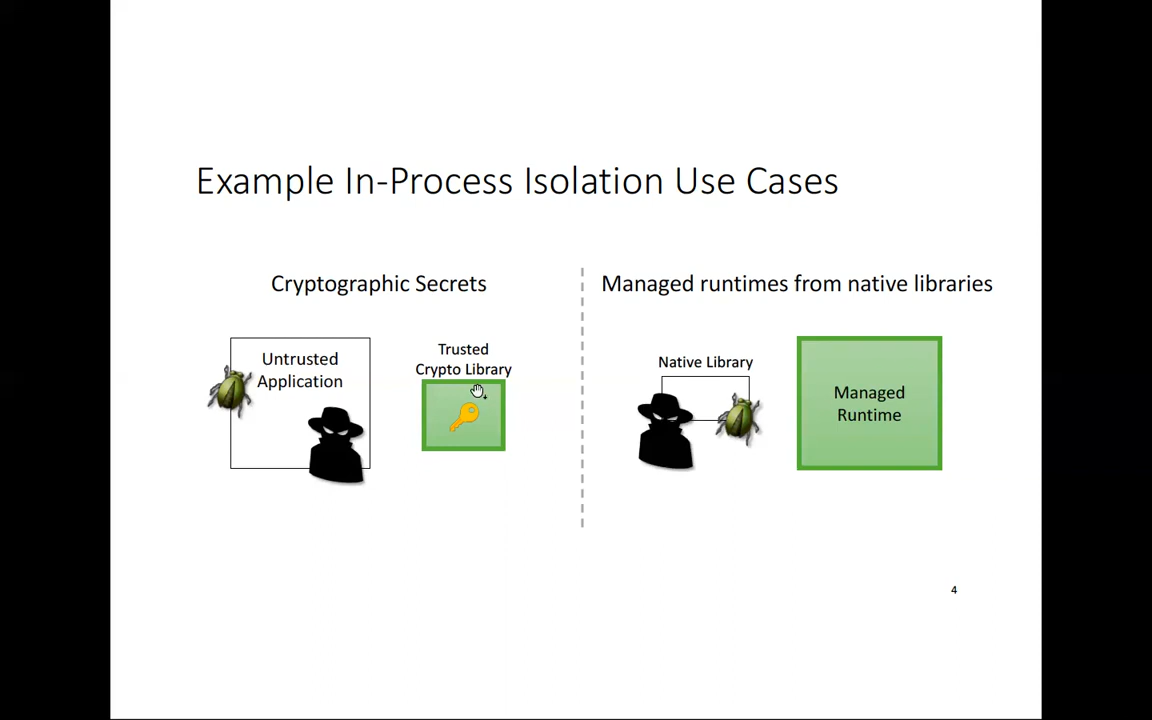 Example In-Process Isolation Use Cases
Cryptographic Secrets
Untrusted
Application
Trusted
Crypto Library
Managed runtimes from native libraries
Native Library
Managed
Runtime
4